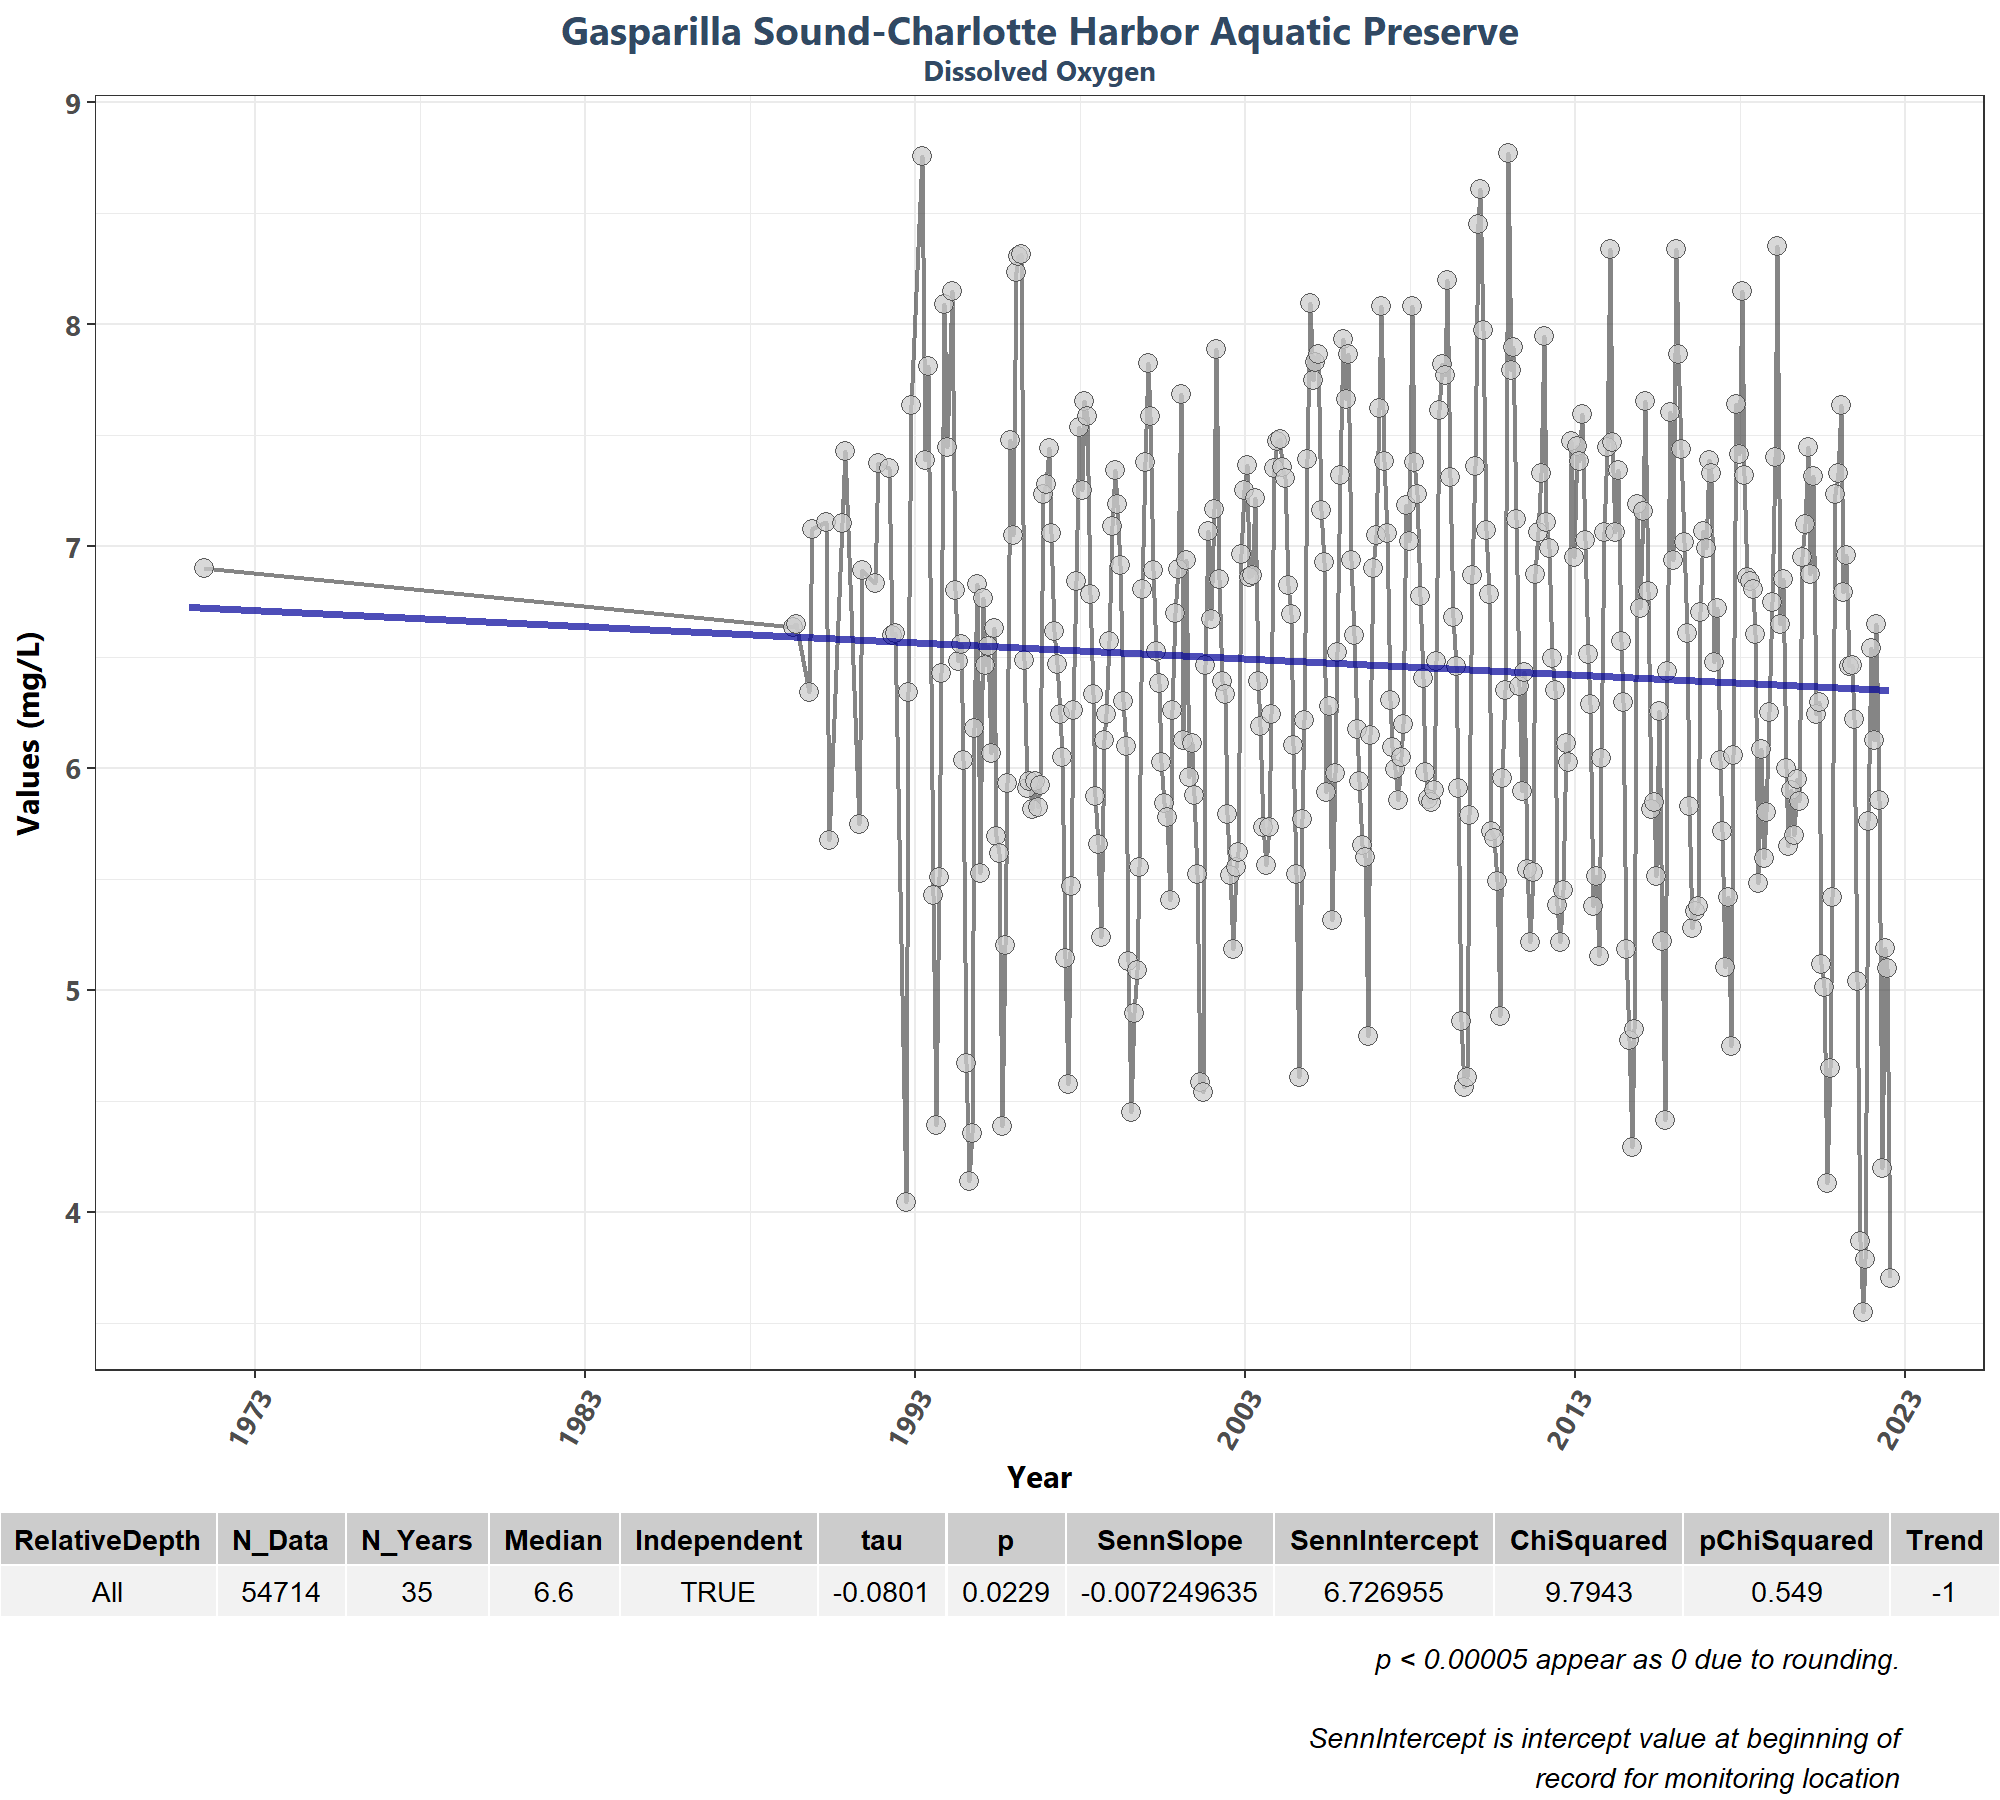 Gasparilla Sound-Charlotte Harbor Aquatic Preserve
Dissolved Oxygen
9
8
7
6
5
4
Values (mg/L)
1973 1983 1993 2003 2013 2023
Year
RelativeDepth N_Data N_Years Median Independent tau p SennSlope SennIntercept ChiSquared pChiSquared Trend
All 54714 35 6.6 TRUE -0.0801 0.0229 -0.007249635 6.726955 9.7943 0.549 -1
p < 0.00005 appear as 0 due to rounding.
SennIntercept is intercept value at beginning of
record for monitoring location